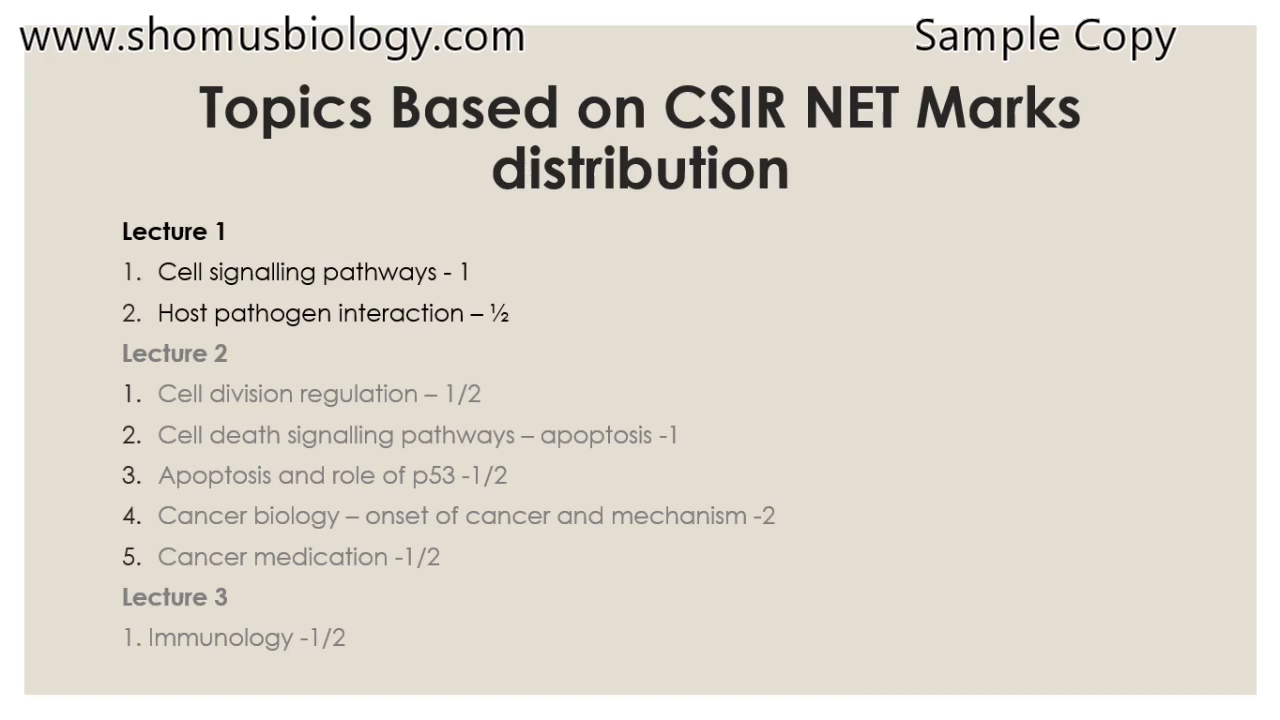 www.shomusbiology.com Sample Copy
Topics Based on CSIR NET Marks
distribution
Lecture 1
1. Cell signalling pathways - 1
2. Host pathogen interaction – ½
Lecture 2
1. Cell division regulation – 1/2
2. Cell death signalling pathways – apoptosis -1
3. Apoptosis and role of p53 -1/2
4. Cancer biology – onset of cancer and mechanism -2
5. Cancer medication -1/2
Lecture 3
1. Immunology -1/2